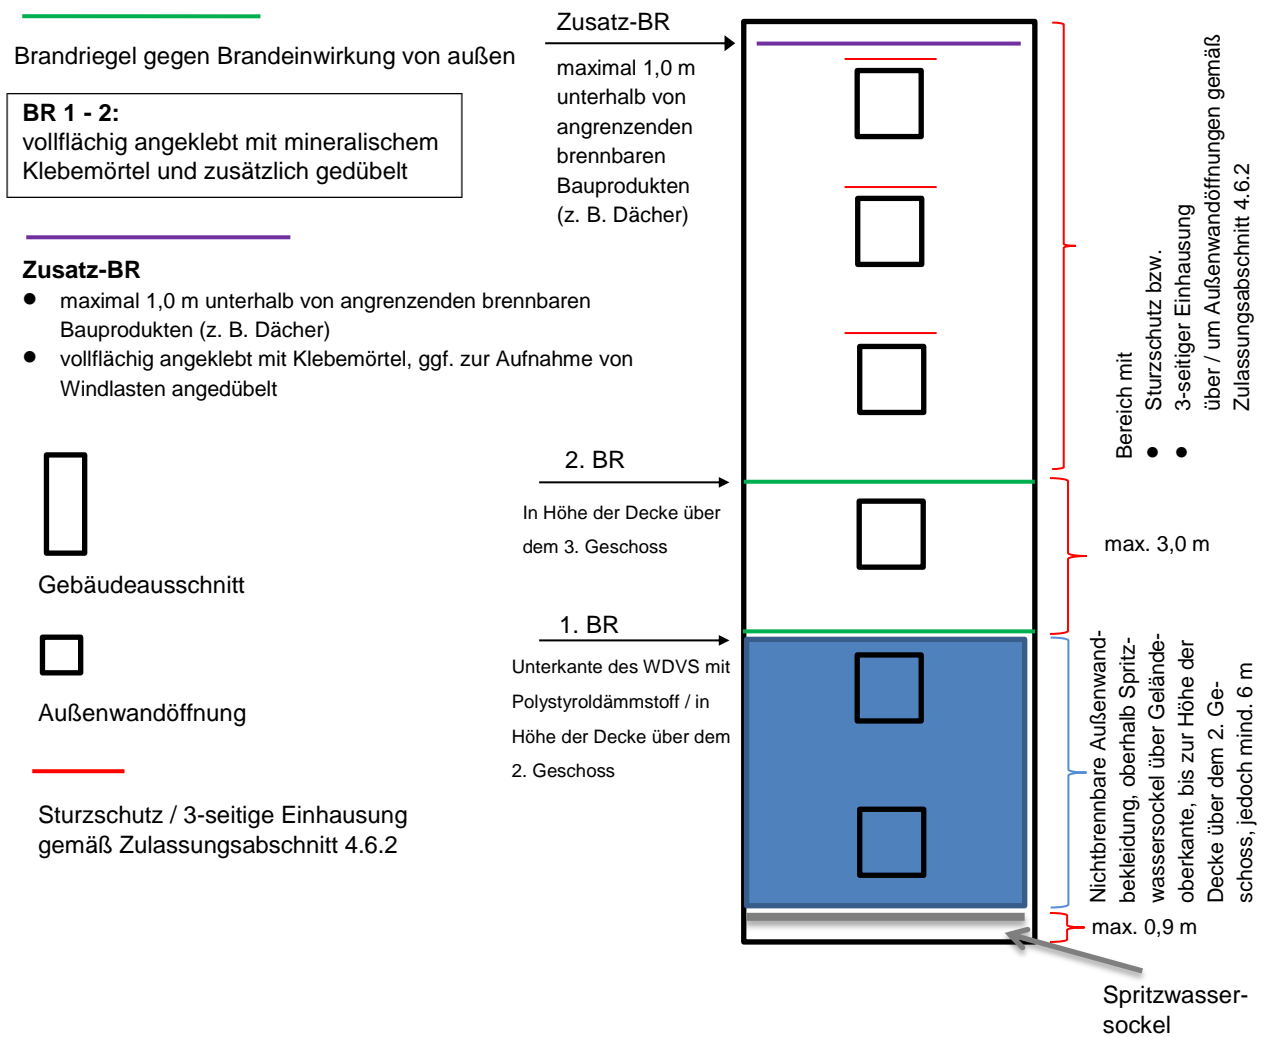 Brandriegel gegen Brandeinwirkung von außen
BR 1 - 2:
vollflächig angeklebt mit mineralischem
Klebemörtel und zusätzlich gedübelt
Zusatz-BR
● maximal 1,0 m unterhalb von angrenzenden brennbaren
Bauprodukten (z. B. Dächer)
● vollflächig angeklebt mit Klebemörtel, ggf. zur Aufnahme von
Windlasten angedübelt
Gebäudeausschnitt
Außenwandöffnung
Sturzschutz / 3-seitige Einhausung
gemäß Zulassungsabschnitt 4.6.2
Zusatz-BR
maximal 1,0 m
unterhalb von
angrenzenden
brennbaren
Bauprodukten
(z. B. Dächer)
2. BR
In Höhe der Decke über
dem 3. Geschoss
1. BR
Unterkante des WDVS mit
Polystyroldämmstoff / in
Höhe der Decke über dem
2. Geschoss
Bereich mit
● Sturzschutz bzw.
● 3-seitiger Einhausung
über / um Außenwandöffnungen gemäß
Zulassungsabschnitt 4.6.2
max. 3,0 m
Nichtbrennbare Außenwand-
bekleidung, oberhalb Spritz-
wassersockel über Gelände-
oberkante, bis zur Höhe der
Decke über dem 2. Ge-
schoss, jedoch mind. 6 m
max. 0,9 m
Spritzwasser-
sockel